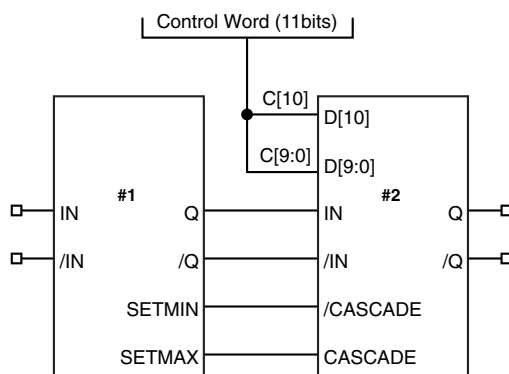 Control Word (11bits)
C[10]
D[10]
C[9:0]
D[9:0]
#1
#2
IN
Q
IN
Q
/IN
/Q
/IN
/Q
SETMIN
/CASCADE
SETMAX
CASCADE